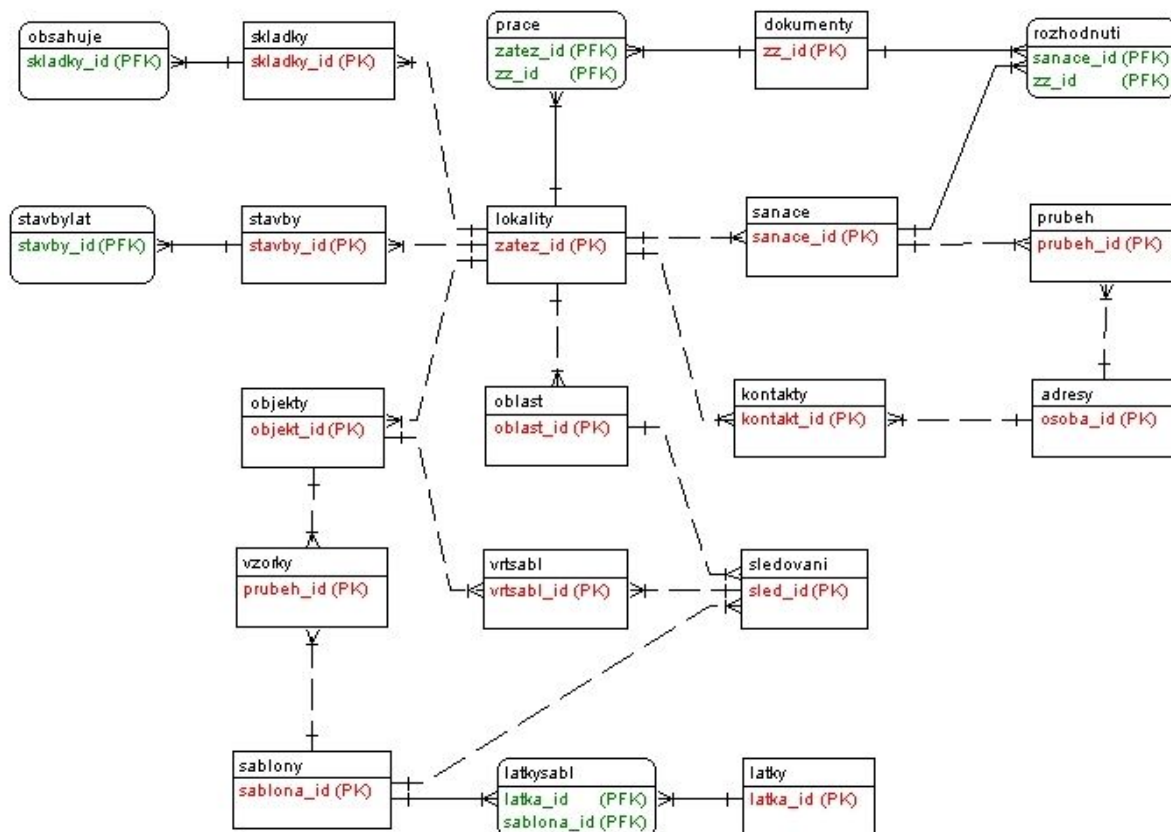 obsahuje
skladky_id (PFK)
skladky
skladky_id (PK)
prace
zatez_id (PFK)
zz_id (PFK)
dokumenty
zz_id (PK)
rozhodnuti
sanace_id (PFK)
zz_id (PFK)
stavbylat
stavby_id (PFK)
stavby
stavby_id (PK)
lokality
zatez_id (PK)
sanace
sanace_id (PK)
prubeh
prubeh_id (PK)
objekty
objekt_id (PK)
oblast
oblast_id (PK)
kontakty
kontakt_id (PK)
adresy
osoba_id (PK)
vzorky
prubeh_id (PK)
vrtsabl
vrtsabl_id (PK)
sledovani
sled_id (PK)
sablony
sablona_id (PK)
latkysabl
latka_id (PFK)
sablona_id (PFK)
latky
latka_id (PK)